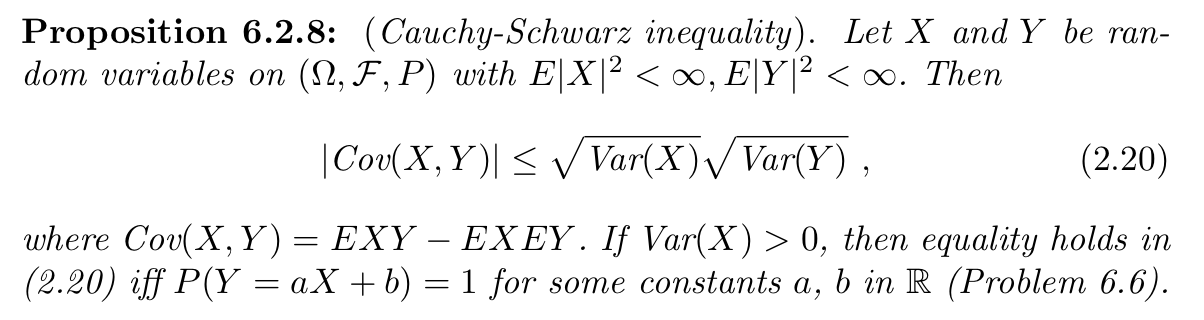 Proposition 6.2.8: (Cauchy-Schwarz inequality). Let X and Y be ran-
dom variables on (Ω, ℱ, P) with E|X|² < ∞, E|Y|² < ∞. Then
|Cov(X, Y)| ≤ √Var(X)√Var(Y) , (2.20)
where Cov(X, Y) = EXY − EXEY. If Var(X) > 0, then equality holds in
(2.20) iff P(Y = aX + b) = 1 for some constants a, b in ℝ (Problem 6.6).